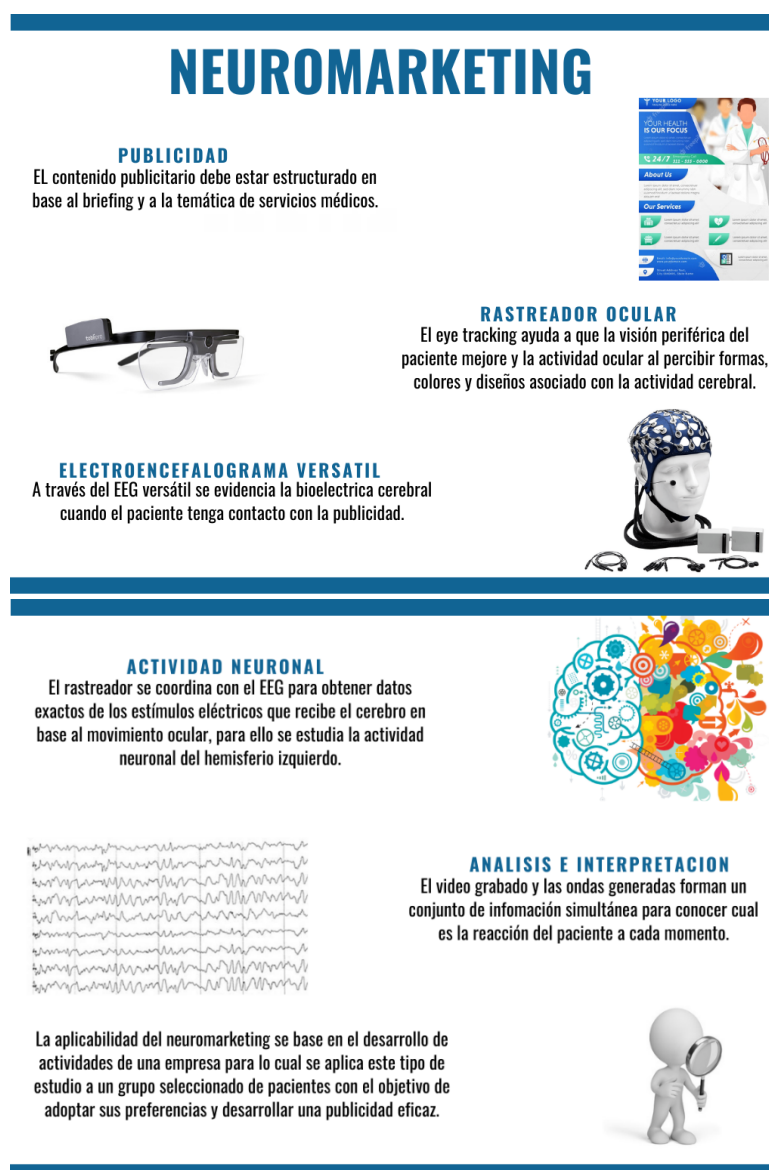 NEUROMARKETING
YOUR LOGO
YOUR HEALTH
IS OUR FOCUS
24/7
About Us
Our Services
PUBLICIDAD
EL contenido publicitario debe estar estructurado en
base al briefing y a la temática de servicios médicos.
RASTREADOR OCULAR
El eye tracking ayuda a que la visión periférica del
paciente mejore y la actividad ocular al percibir formas,
colores y diseños asociado con la actividad cerebral.
ELECTROENCEFALOGRAMA VERSATIL
A través del EEG versátil se evidencia la bioelectrica cerebral
cuando el paciente tenga contacto con la publicidad.
ACTIVIDAD NEURONAL
El rastreador se coordina con el EEG para obtener datos
exactos de los estímulos eléctricos que recibe el cerebro en
base al movimiento ocular, para ello se estudia la actividad
neuronal del hemisferio izquierdo.
ANALISIS E INTERPRETACION
El video grabado y las ondas generadas forman un
conjunto de infomación simultánea para conocer cual
es la reacción del paciente a cada momento.
La aplicabilidad del neuromarketing se base en el desarrollo de
actividades de una empresa para lo cual se aplica este tipo de
estudio a un grupo seleccionado de pacientes con el objetivo de
adoptar sus preferencias y desarrollar una publicidad eficaz.